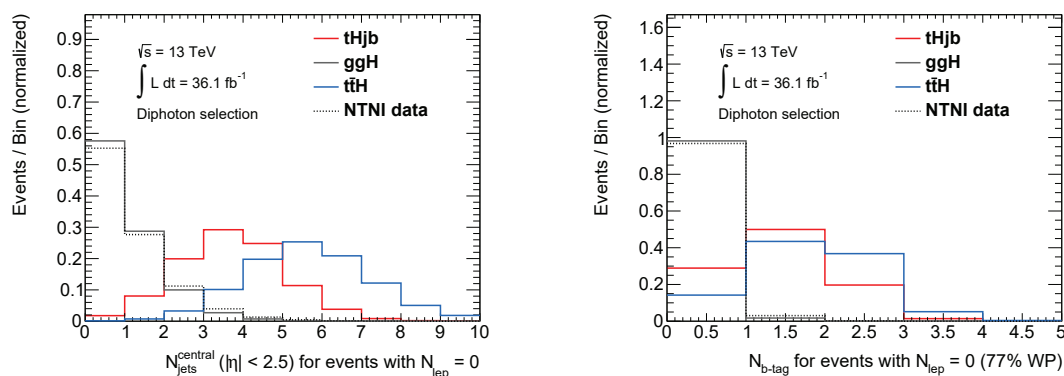 Events / Bin (normalized)
0.9
0.8
0.7
0.6
0.5
0.4
0.3
0.2
0.1
0
√s = 13 TeV
∫ L dt = 36.1 fb⁻¹
Diphoton selection
tHjb
ggH
tt̄H
NTNI data
0 1 2 3 4 5 6 7 8 9 10
N_jets^central (|η| < 2.5) for events with N_lep = 0
Events / Bin (normalized)
1.6
1.4
1.2
1
0.8
0.6
0.4
0.2
0
√s = 13 TeV
∫ L dt = 36.1 fb⁻¹
Diphoton selection
tHjb
ggH
tt̄H
NTNI data
0 0.5 1 1.5 2 2.5 3 3.5 4 4.5 5
N_b-tag for events with N_lep = 0 (77% WP)